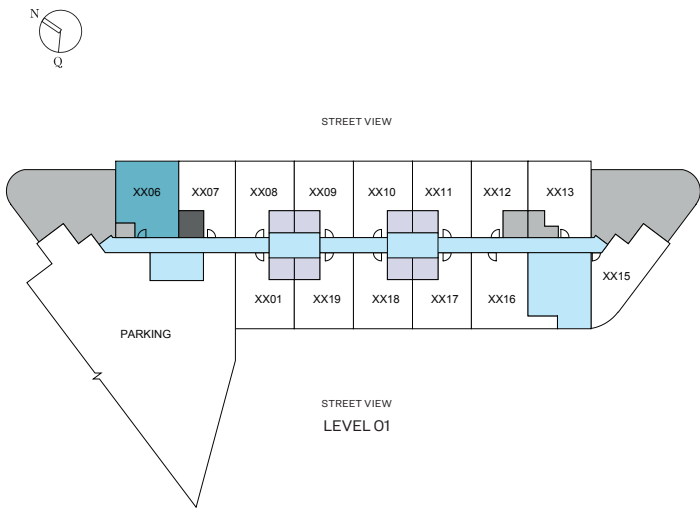 N
Q
STREET VIEW
XX06 XX07 XX08 XX09 XX10 XX11 XX12 XX13
XX15
XX01 XX19 XX18 XX17 XX16
PARKING
STREET VIEW
LEVEL 01